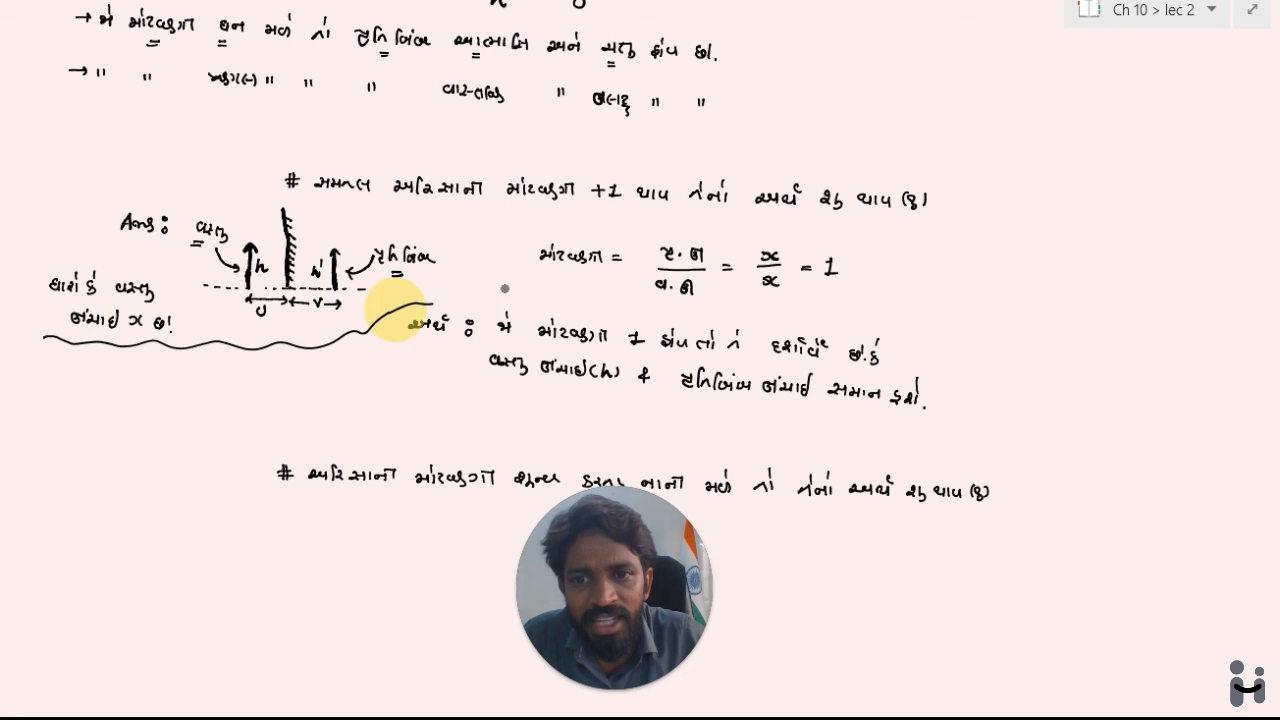 Ch 10 > lec 2
→ જો મોટવણી ધન મળે તો પ્રતિબિંબ આભાસિ અને ચતુ હોય છે.
→ " " ઋણ " " " વાસ્તવિક " ઉલટુ " "
# સમતલ અરિસાની મોટવણી +1 થાય તેનો અર્થ શું થાય (?)
Ans : વસ્તુ
h h' પ્રતિબિંબ
u v
ધારો કે વસ્તુ
ઉંચાઇ x છે.
મોટવણી = પ્ર.ઊ / વ.ઊ = x / x = 1
અર્થ : જો મોટવણી 1 હોય તો તે દર્શાવે છે. કે
વસ્તુ ઉંચાઇ (h) & પ્રતિબિંબ ઉંચાઇ સમાન હશે.
# અરિસાની મોટવણી શૂન્ય કરતા નાની મળે તો તેનો અર્થ શું થાય (?)